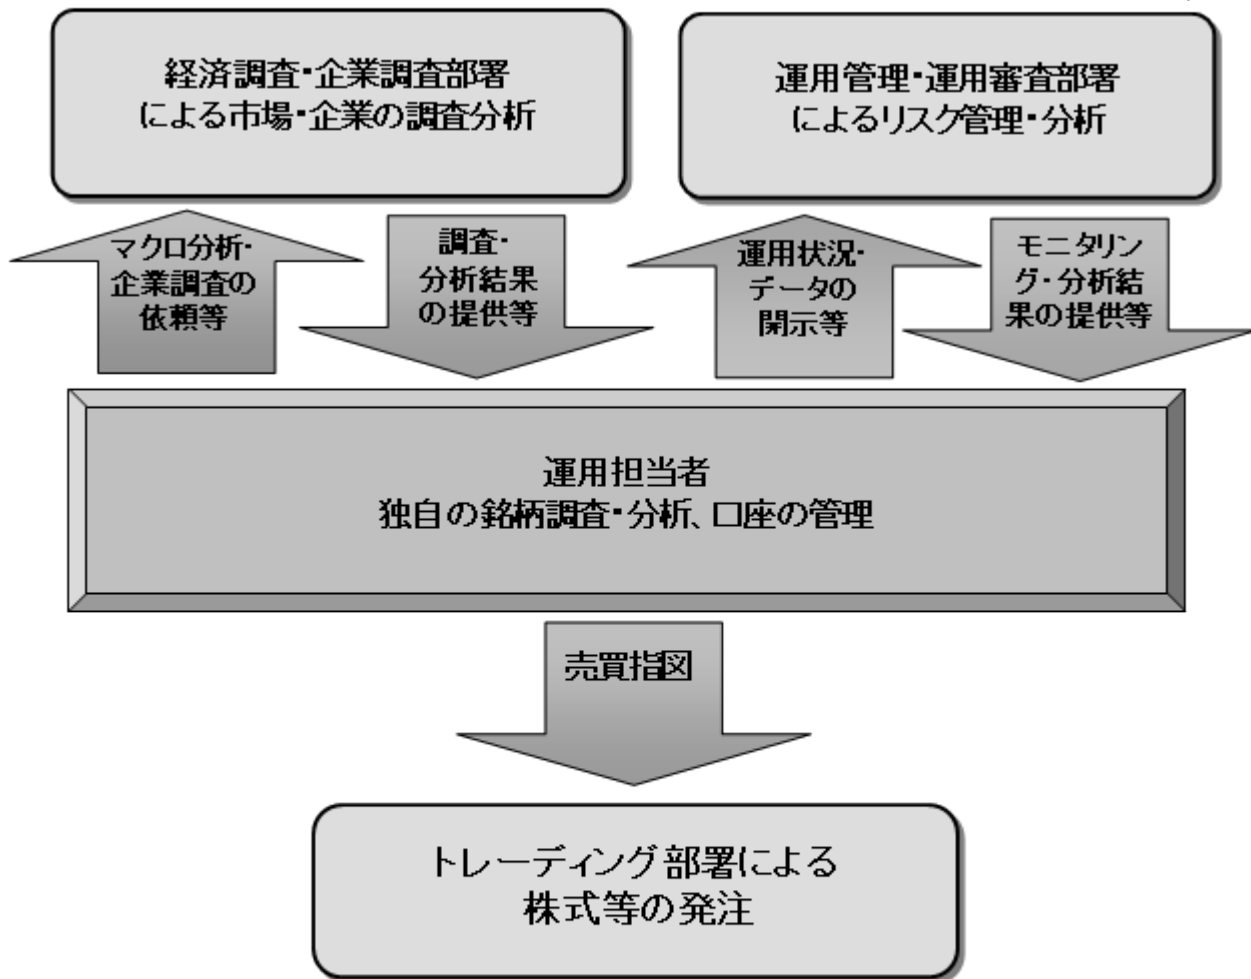 経済調査・企業調査部署
による市場・企業の調査分析
運用管理・運用審査部署
によるリスク管理・分析
マクロ分析・
企業調査の
依頼等
調査・
分析結果
の提供等
運用状況・
データの
開示等
モニタリン
グ・分析結
果の提供等
運用担当者
独自の銘柄調査・分析、口座の管理
売買指図
トレーディング部署による
株式等の発注